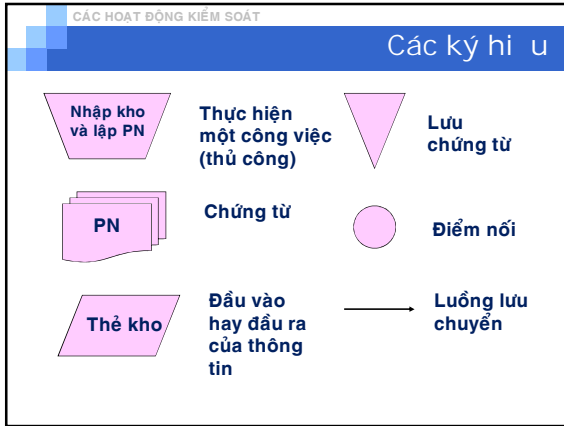 CÁC HOẠT ĐỘNG KIỂM SOÁT
Các ký hi u
Nhập kho
và lập PN
Thực hiện
một công việc
(thủ công)
Lưu
chứng từ
PN
Chứng từ
Điểm nối
Thẻ kho
Đầu vào
hay đầu ra
của thông
tin
Luồng lưu
chuyển